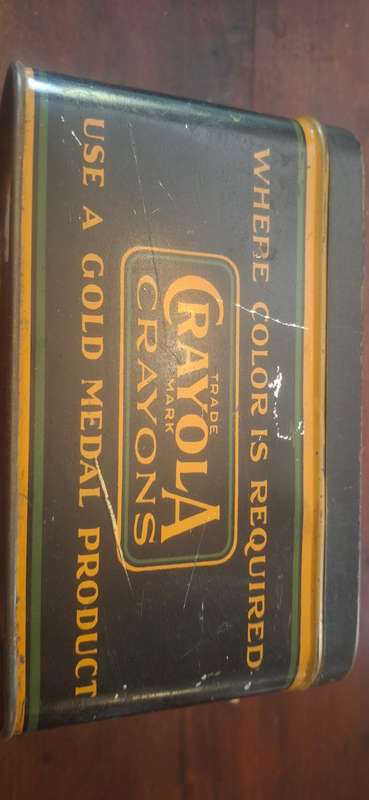 WHERE COLOR IS REQUIRED
TRADE
CRAYOLA
MARK
CRAYONS
USE A GOLD MEDAL PRODUCT